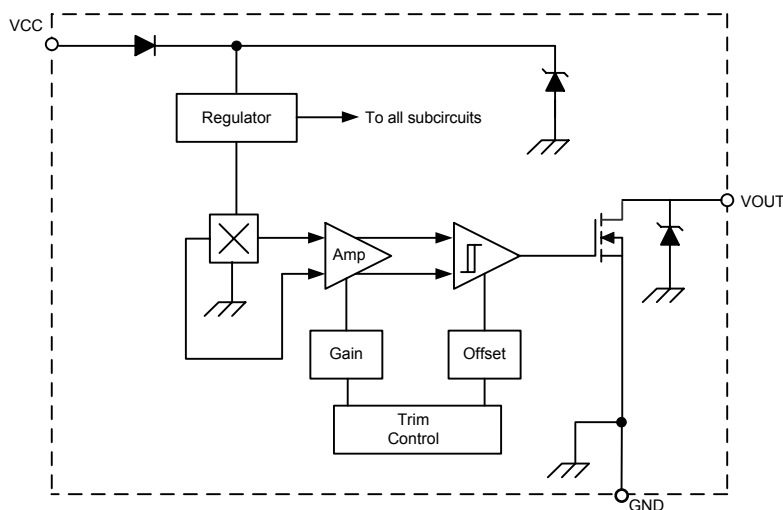 VCC
Regulator
To all subcircuits
VOUT
Amp
Gain
Offset
Trim
Control
GND